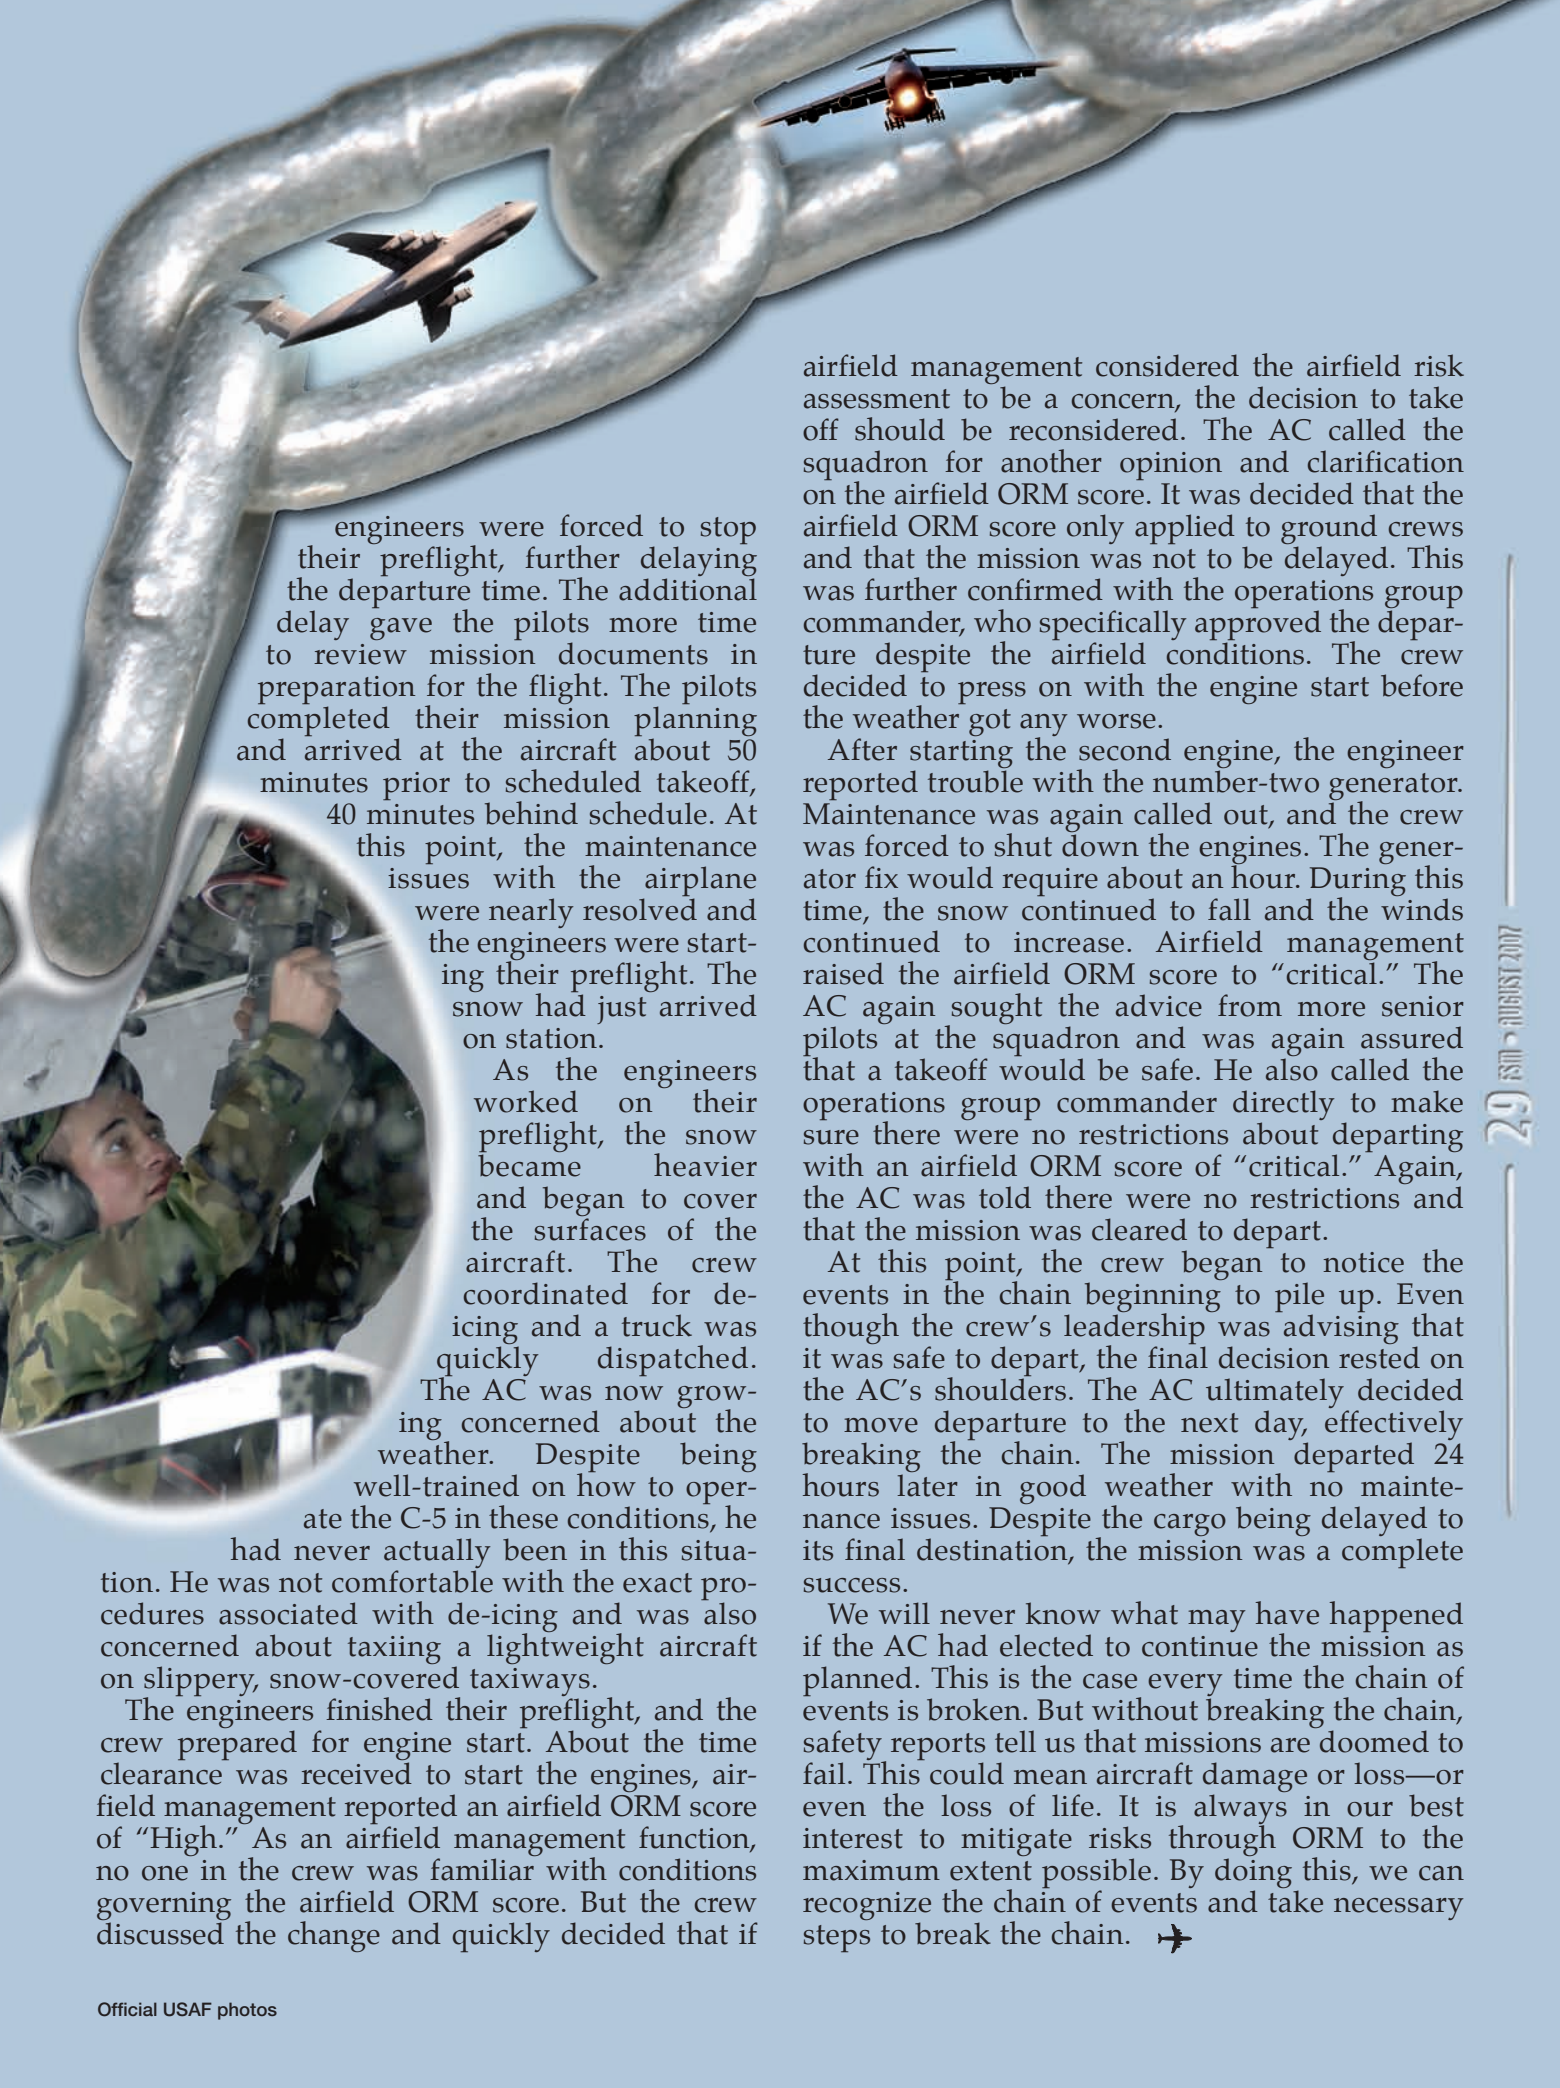 engineers were forced to stop
their preflight, further delaying
the departure time. The additional
delay gave the pilots more time
to review mission documents in
preparation for the flight. The pilots
completed their mission planning
and arrived at the aircraft about 50
minutes prior to scheduled takeoff,
40 minutes behind schedule. At
this point, the maintenance
issues with the airplane
were nearly resolved and
the engineers were start-
ing their preflight. The
snow had just arrived
on station.
As the engineers
worked on their
preflight, the snow
became heavier
and began to cover
the surfaces of the
aircraft. The crew
coordinated for de-
icing and a truck was
quickly dispatched.
The AC was now grow-
ing concerned about the
weather. Despite being
well-trained on how to oper-
ate the C-5 in these conditions, he
had never actually been in this situa-
tion. He was not comfortable with the exact pro-
cedures associated with de-icing and was also
concerned about taxiing a lightweight aircraft
on slippery, snow-covered taxiways.
The engineers finished their preflight, and the
crew prepared for engine start. About the time
clearance was received to start the engines, air-
field management reported an airfield ORM score
of “High.” As an airfield management function,
no one in the crew was familiar with conditions
governing the airfield ORM score. But the crew
discussed the change and quickly decided that if
airfield management considered the airfield risk
assessment to be a concern, the decision to take
off should be reconsidered. The AC called the
squadron for another opinion and clarification
on the airfield ORM score. It was decided that the
airfield ORM score only applied to ground crews
and that the mission was not to be delayed. This
was further confirmed with the operations group
commander, who specifically approved the depar-
ture despite the airfield conditions. The crew
decided to press on with the engine start before
the weather got any worse.
After starting the second engine, the engineer
reported trouble with the number-two generator.
Maintenance was again called out, and the crew
was forced to shut down the engines. The gener-
ator fix would require about an hour. During this
time, the snow continued to fall and the winds
continued to increase. Airfield management
raised the airfield ORM score to “critical.” The
AC again sought the advice from more senior
pilots at the squadron and was again assured
that a takeoff would be safe. He also called the
operations group commander directly to make
sure there were no restrictions about departing
with an airfield ORM score of “critical.” Again,
the AC was told there were no restrictions and
that the mission was cleared to depart.
At this point, the crew began to notice the
events in the chain beginning to pile up. Even
though the crew’s leadership was advising that
it was safe to depart, the final decision rested on
the AC’s shoulders. The AC ultimately decided
to move departure to the next day, effectively
breaking the chain. The mission departed 24
hours later in good weather with no mainte-
nance issues. Despite the cargo being delayed to
its final destination, the mission was a complete
success.
We will never know what may have happened
if the AC had elected to continue the mission as
planned. This is the case every time the chain of
events is broken. But without breaking the chain,
safety reports tell us that missions are doomed to
fail. This could mean aircraft damage or loss—or
even the loss of life. It is always in our best
interest to mitigate risks through ORM to the
maximum extent possible. By doing this, we can
recognize the chain of events and take necessary
steps to break the chain.
29 FSM • AUGUST 2007
Official USAF photos